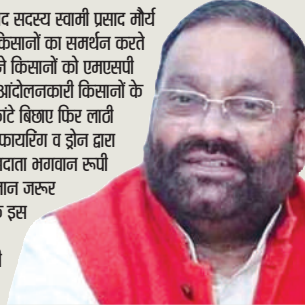 द सदस्य स्वामी प्रसाद मौर्य
किसानों का समर्थन करते
ने किसानों को एमएसपी
आंदोलनकारी किसानों के
कांटे बिछाए फिर लाठी
फायरिंग व ड्रोन द्वारा
दाता भगवान रूपी
जरूर
इस